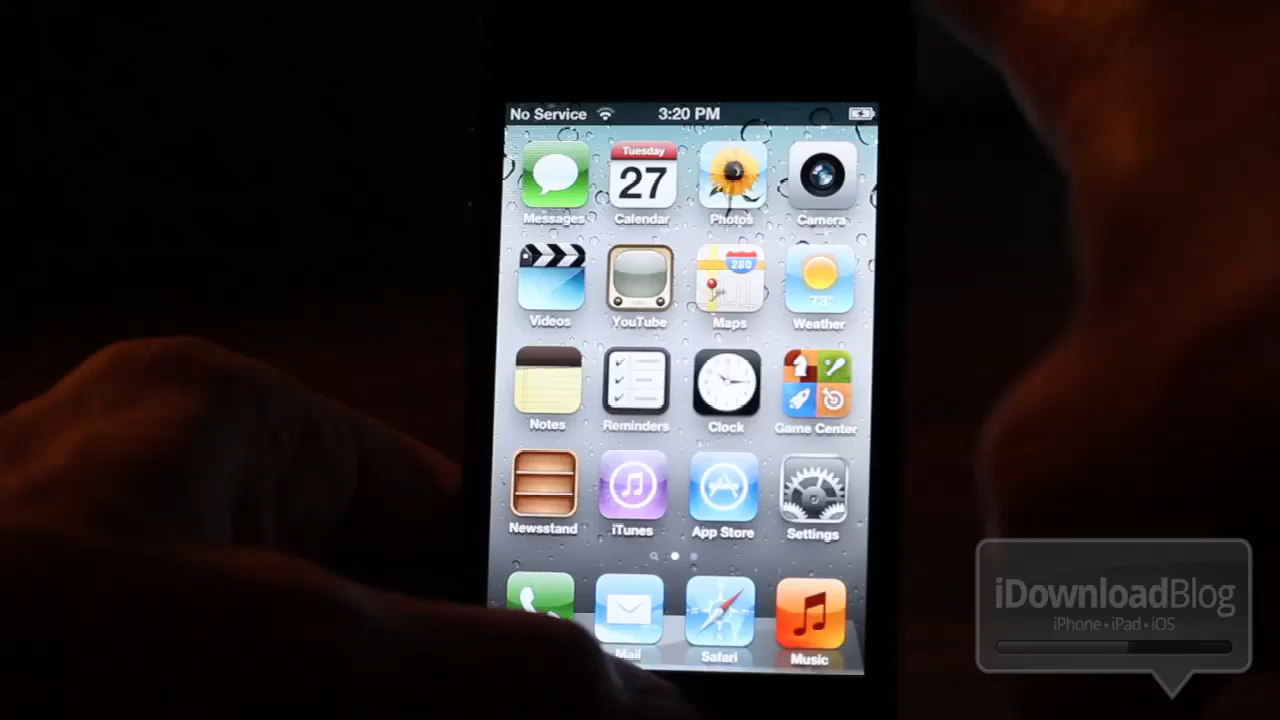 No Service 3:20 PM
Tuesday
27
Messages Calendar Photos Camera
280
73°
Videos YouTube Maps Weather
Notes Reminders Clock Game Center
Newsstand iTunes App Store Settings
Mail Safari Music
iDownloadBlog
iPhone • iPad • iOS